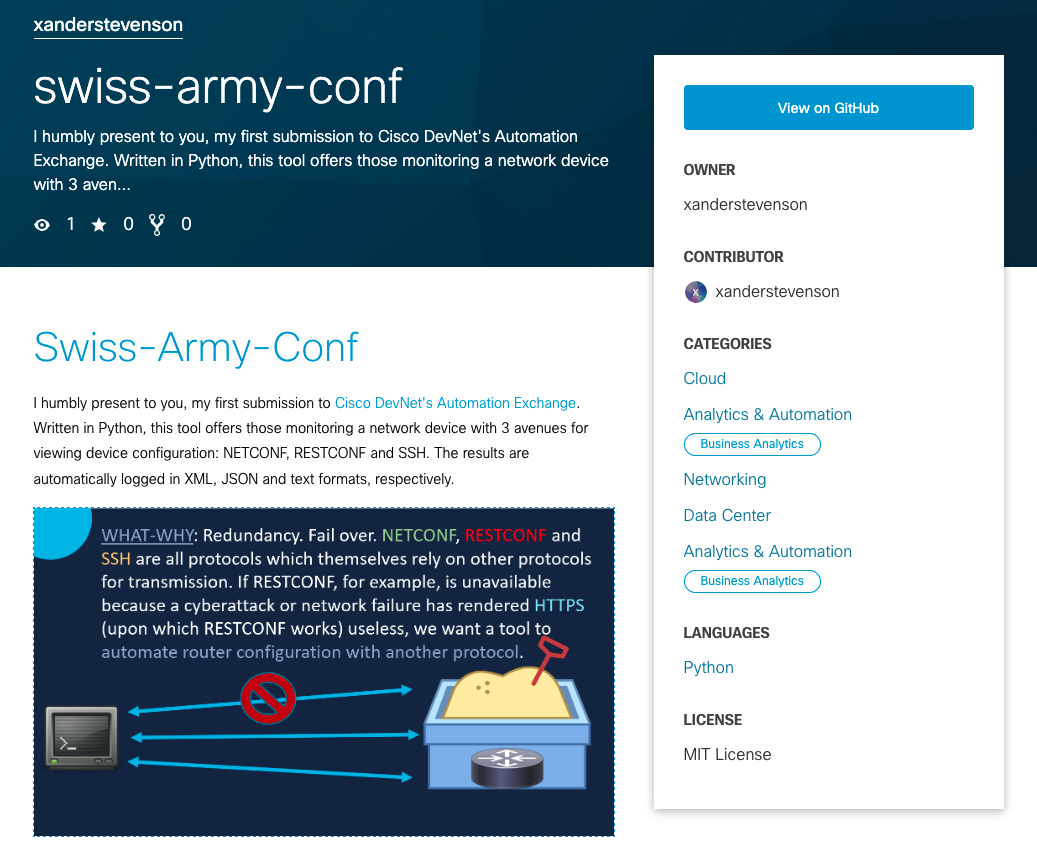 xanderstevenson
swiss-army-conf
I humbly present to you, my first submission to Cisco DevNet's Automation
Exchange. Written in Python, this tool offers those monitoring a network device
with 3 aven...
1 0 0
Swiss-Army-Conf
I humbly present to you, my first submission to Cisco DevNet's Automation Exchange.
Written in Python, this tool offers those monitoring a network device with 3 avenues for
viewing device configuration: NETCONF, RESTCONF and SSH. The results are
automatically logged in XML, JSON and text formats, respectively.
WHAT-WHY: Redundancy. Fail over. NETCONF, RESTCONF and
SSH are all protocols which themselves rely on other protocols
for transmission. If RESTCONF, for example, is unavailable
because a cyberattack or network failure has rendered HTTPS
(upon which RESTCONF works) useless, we want a tool to
automate router configuration with another protocol.
>_
View on GitHub
OWNER
xanderstevenson
CONTRIBUTOR
x xanderstevenson
CATEGORIES
Cloud
Analytics & Automation
Business Analytics
Networking
Data Center
Analytics & Automation
Business Analytics
LANGUAGES
Python
LICENSE
MIT License